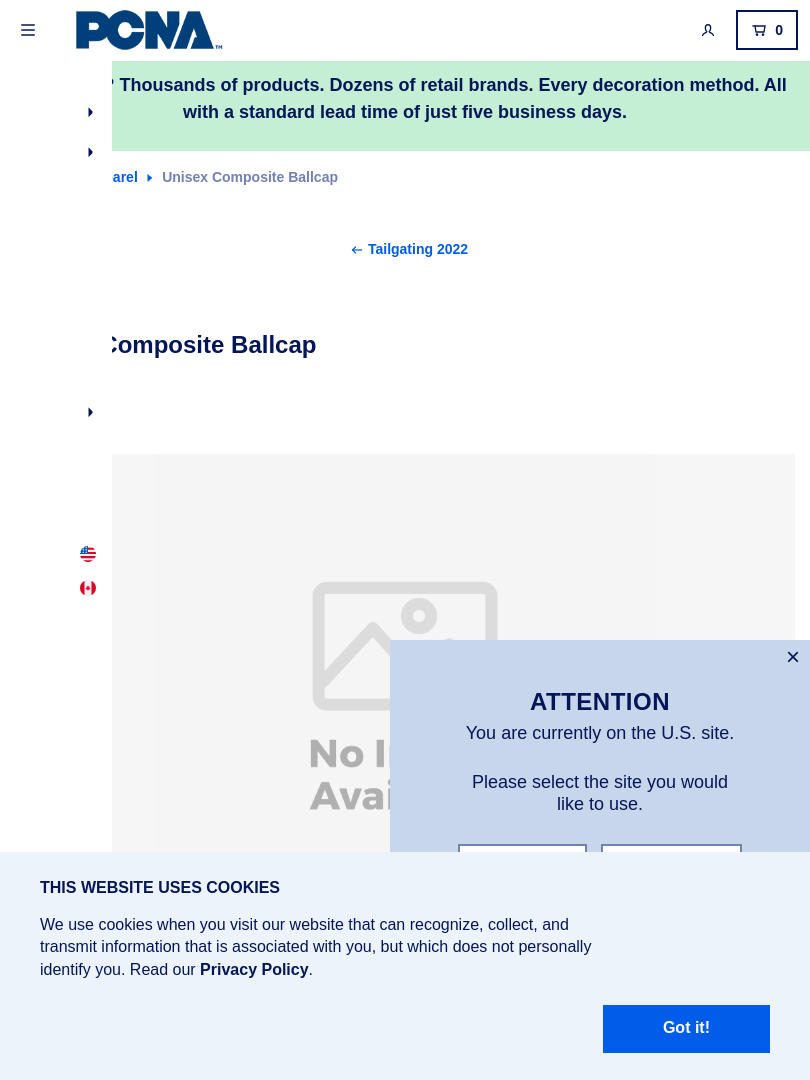 PCNA™
0
? Thousands of products. Dozens of retail brands. Every decoration method. All
with a standard lead time of just five business days.
arel Unisex Composite Ballcap
← Tailgating 2022
Composite Ballcap
No
Avai
×
ATTENTION
You are currently on the U.S. site.
Please select the site you would
like to use.
THIS WEBSITE USES COOKIES
We use cookies when you visit our website that can recognize, collect, and
transmit information that is associated with you, but which does not personally
identify you. Read our Privacy Policy.
Got it!